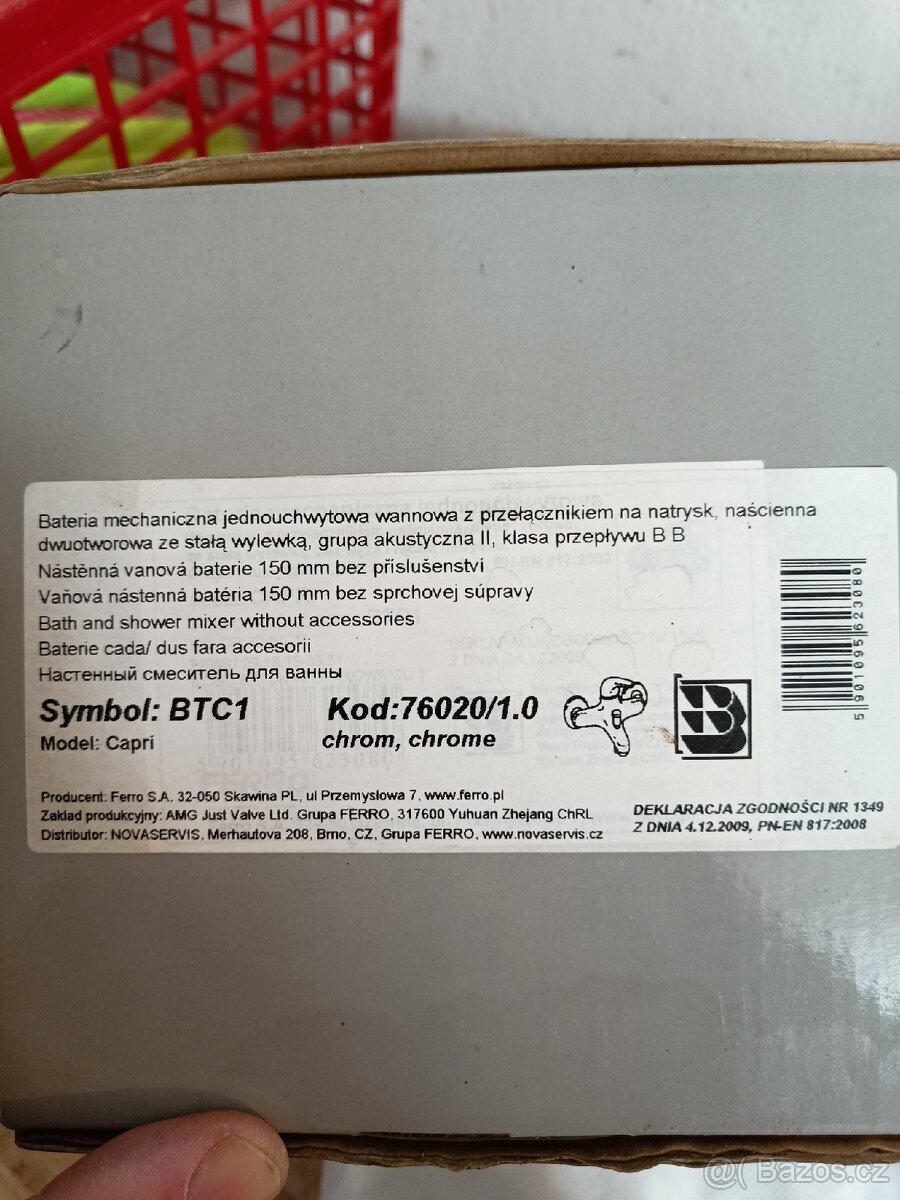 Bateria mechaniczna jednouchwytowa wannowa z przełącznikiem na natrysk, naścienna
dwuotworowa ze stałą wylewką, grupa akustyczna II, klasa przepływu B B
Nástěnná vanová baterie 150 mm bez příslušenství
Vaňová nástenná batéria 150 mm bez sprchovej súpravy
Bath and shower mixer without accessories
Baterie cada/ dus fara accesorii
Настенный смеситель для ванны
Symbol: BTC1 Kod:76020/1.0
Model: Capri chrom, chrome
5 901095 623080
Producent: Ferro S.A. 32-050 Skawina PL, ul Przemyslowa 7, www.ferro.pl
Zaklad produkcyjny: AMG Just Valve Ltd. Grupa FERRO, 317600 Yuhuan Zhejang ChRL
Distributor: NOVASERVIS, Merhautova 208, Brno, CZ, Grupa FERRO, www.novaservis.cz
DEKLARACJA ZGODNOŚCI NR 1349
Z DNIA 4.12.2009, PN-EN 817:2008
Bazos.cz